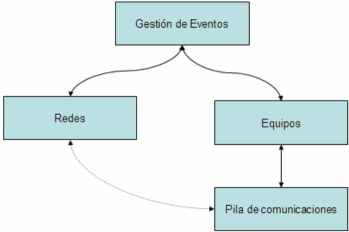 Gestión de Eventos
Redes
Equipos
Pila de comunicaciones